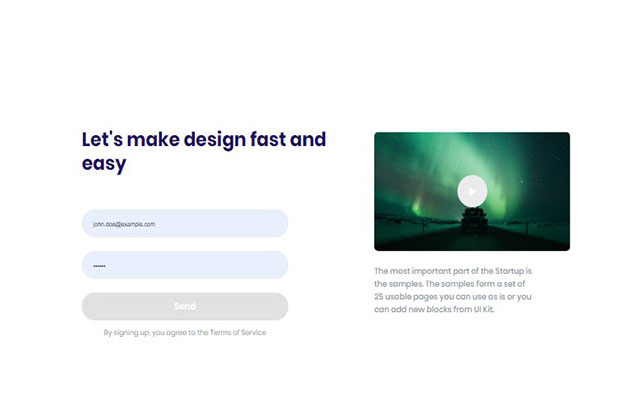 Let's make design fast and
easy
john.doe@example.com
••••••
Send
By signing up, you agree to the Terms of Service
The most important part of the Startup is
the samples. The samples form a set of
25 usable pages you can use as is or you
can add new blocks from UI Kit.